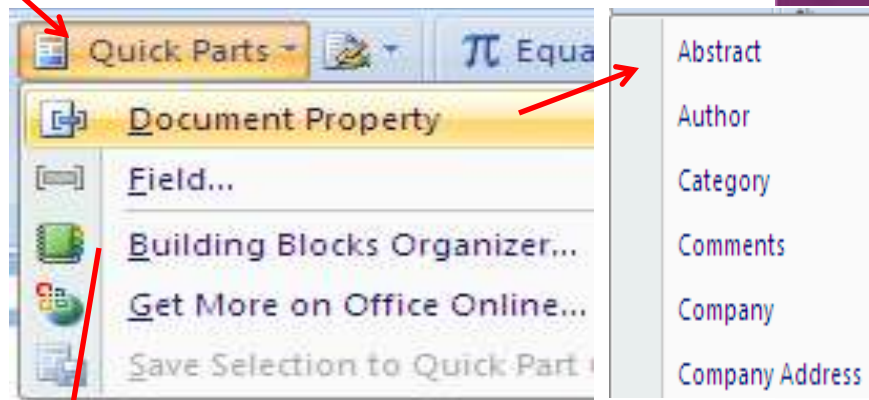 Quick Parts
π Equa
Document Property
Field...
Building Blocks Organizer...
Get More on Office Online...
Save Selection to Quick Part
Abstract
Author
Category
Comments
Company
Company Address